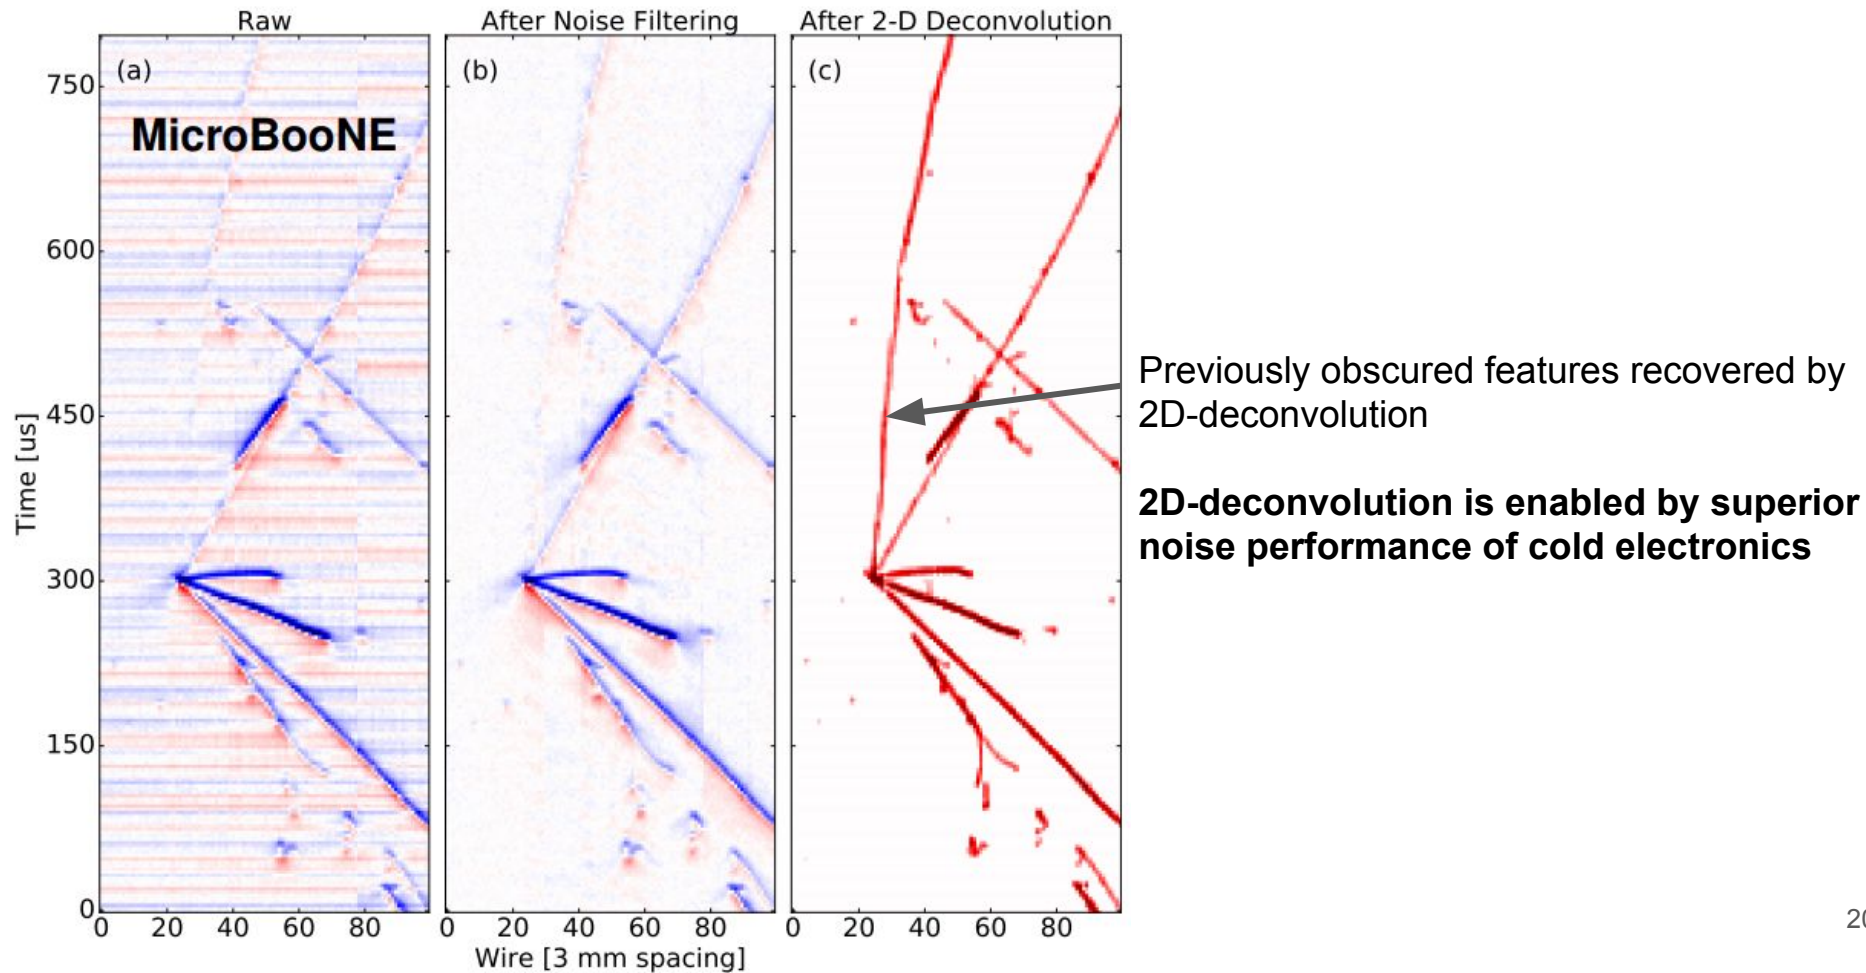 Raw
After Noise Filtering
After 2-D Deconvolution
(a)
(b)
(c)
MicroBooNE
750
600
450
300
150
0
Time [us]
0 20 40 60 80
0 20 40 60 80
0 20 40 60 80
Wire [3 mm spacing]
Previously obscured features recovered by
2D-deconvolution
2D-deconvolution is enabled by superior
noise performance of cold electronics